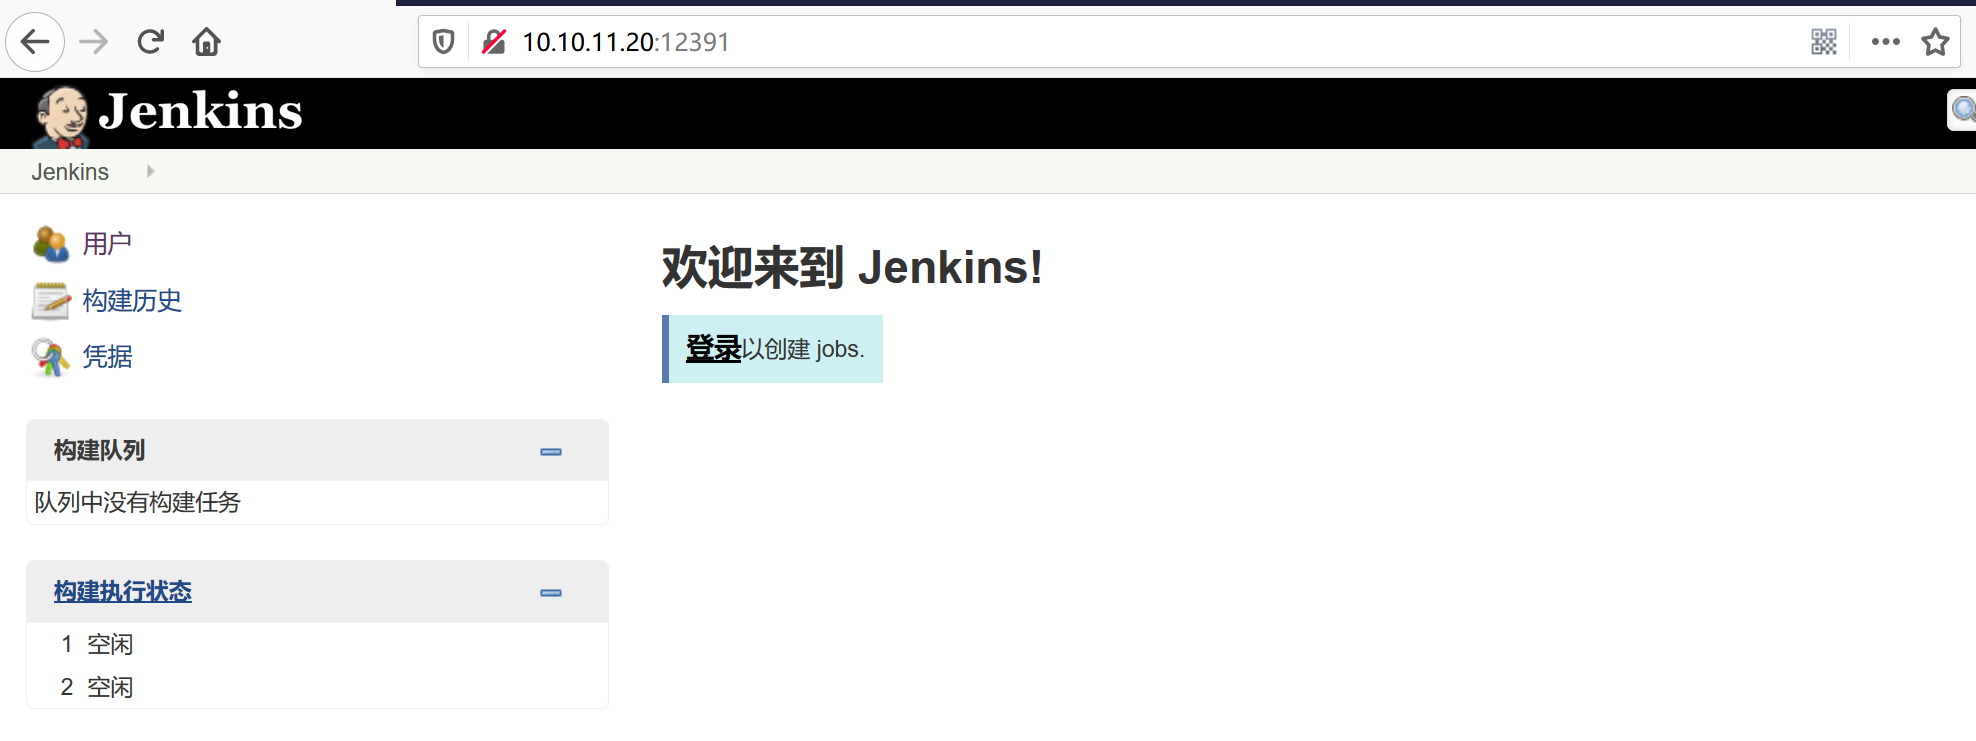 10.10.11.20:12391
Jenkins
Jenkins
用户
构建历史
凭据
欢迎来到 Jenkins!
登录以创建 jobs.
构建队列
队列中没有构建任务
构建执行状态
1 空闲
2 空闲